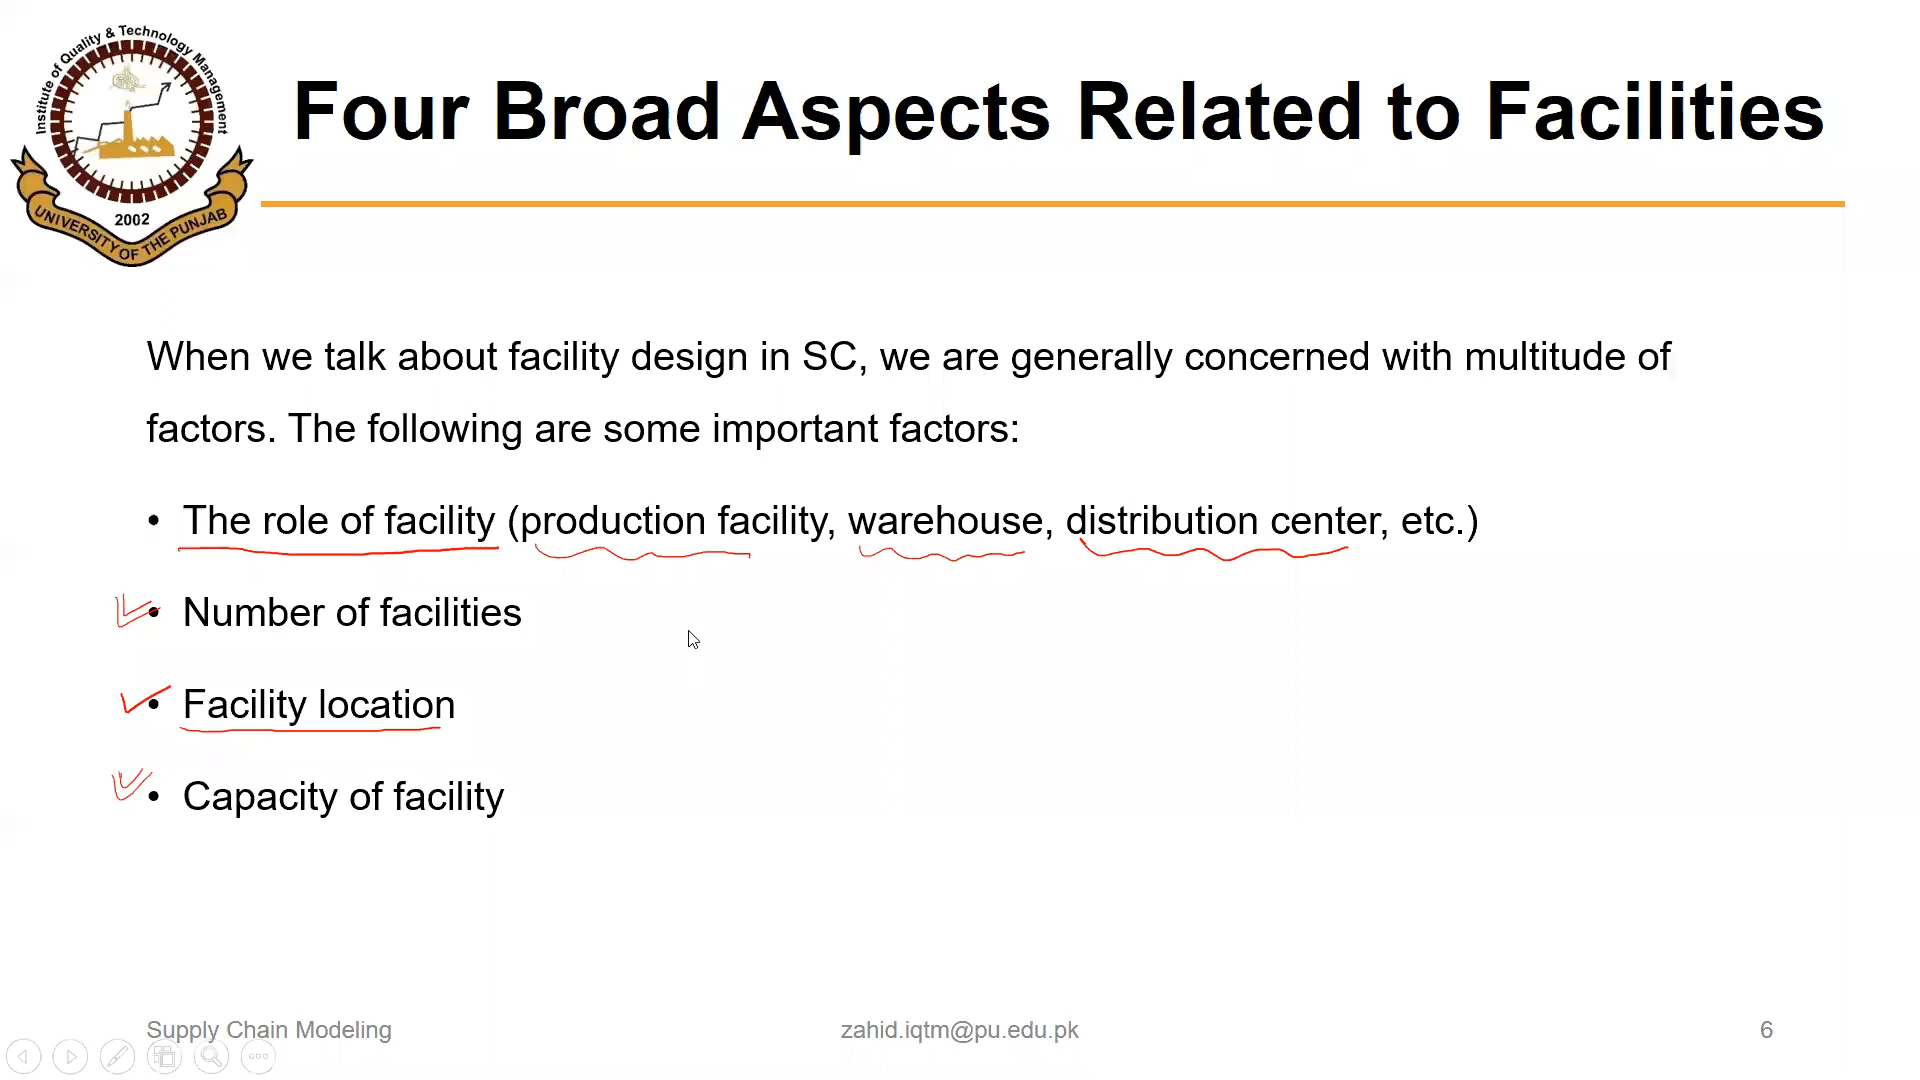 Institute of Quality & Technology Management
2002
UNIVERSITY OF THE PUNJAB
Four Broad Aspects Related to Facilities
When we talk about facility design in SC, we are generally concerned with multitude of
factors. The following are some important factors:
• The role of facility (production facility, warehouse, distribution center, etc.)
• Number of facilities
• Facility location
• Capacity of facility
Supply Chain Modeling
zahid.iqtm@pu.edu.pk
6